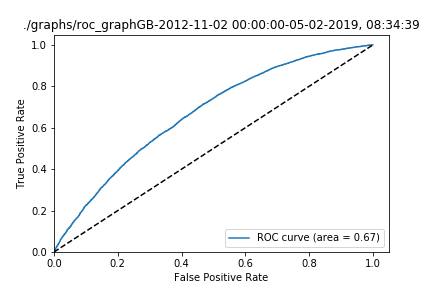 ./graphs/roc_graphGB-2012-11-02 00:00:00-05-02-2019, 08:34:39
1.0
0.8
0.6
0.4
0.2
0.0
True Positive Rate
ROC curve (area = 0.67)
0.0 0.2 0.4 0.6 0.8 1.0
False Positive Rate